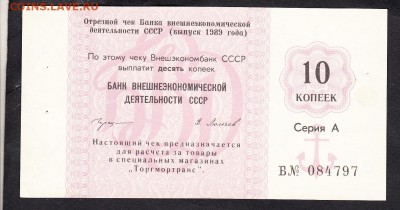 COINS.LAVE.RU
Отрезной чек Банка внешнеэкономической
деятельности СССР (выпуск 1989 года)
По этому чеку Внешэкономбанк СССР
выплатит десять копеек
БАНК ВНЕШНЕЭКОНОМИЧЕСКОЙ
ДЕЯТЕЛЬНОСТИ СССР
Настоящий чек предназначается
для расчета за товары
в специальных магазинах
"Торгмортранс".
10
КОПЕЕК
Серия А
В.№ 084797